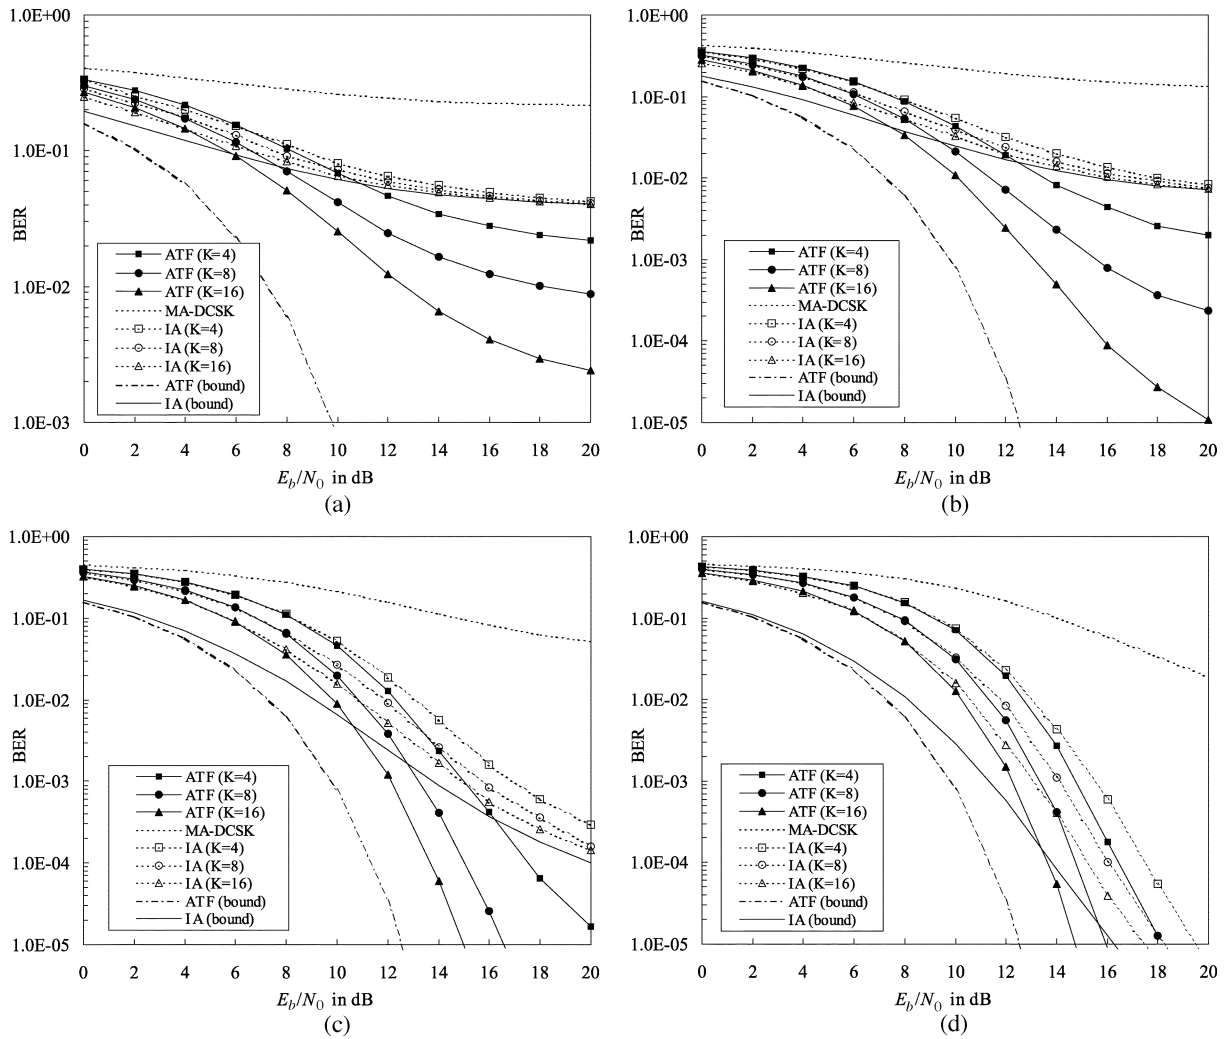 1.0E+00
1.0E-01
1.0E-02
1.0E-03
BER
ATF (K=4)
ATF (K=8)
ATF (K=16)
MA-DCSK
IA (K=4)
IA (K=8)
IA (K=16)
ATF (bound)
IA (bound)
0 2 4 6 8 10 12 14 16 18 20
E_b/N_0 in dB
(a)
1.0E+00
1.0E-01
1.0E-02
1.0E-03
1.0E-04
1.0E-05
BER
ATF (K=4)
ATF (K=8)
ATF (K=16)
MA-DCSK
IA (K=4)
IA (K=8)
IA (K=16)
ATF (bound)
IA (bound)
0 2 4 6 8 10 12 14 16 18 20
E_b/N_0 in dB
(b)
1.0E+00
1.0E-01
1.0E-02
1.0E-03
1.0E-04
1.0E-05
BER
ATF (K=4)
ATF (K=8)
ATF (K=16)
MA-DCSK
IA (K=4)
IA (K=8)
IA (K=16)
ATF (bound)
IA (bound)
0 2 4 6 8 10 12 14 16 18 20
E_b/N_0 in dB
(c)
1.0E+00
1.0E-01
1.0E-02
1.0E-03
1.0E-04
1.0E-05
BER
ATF (K=4)
ATF (K=8)
ATF (K=16)
MA-DCSK
IA (K=4)
IA (K=8)
IA (K=16)
ATF (bound)
IA (bound)
0 2 4 6 8 10 12 14 16 18 20
E_b/N_0 in dB
(d)